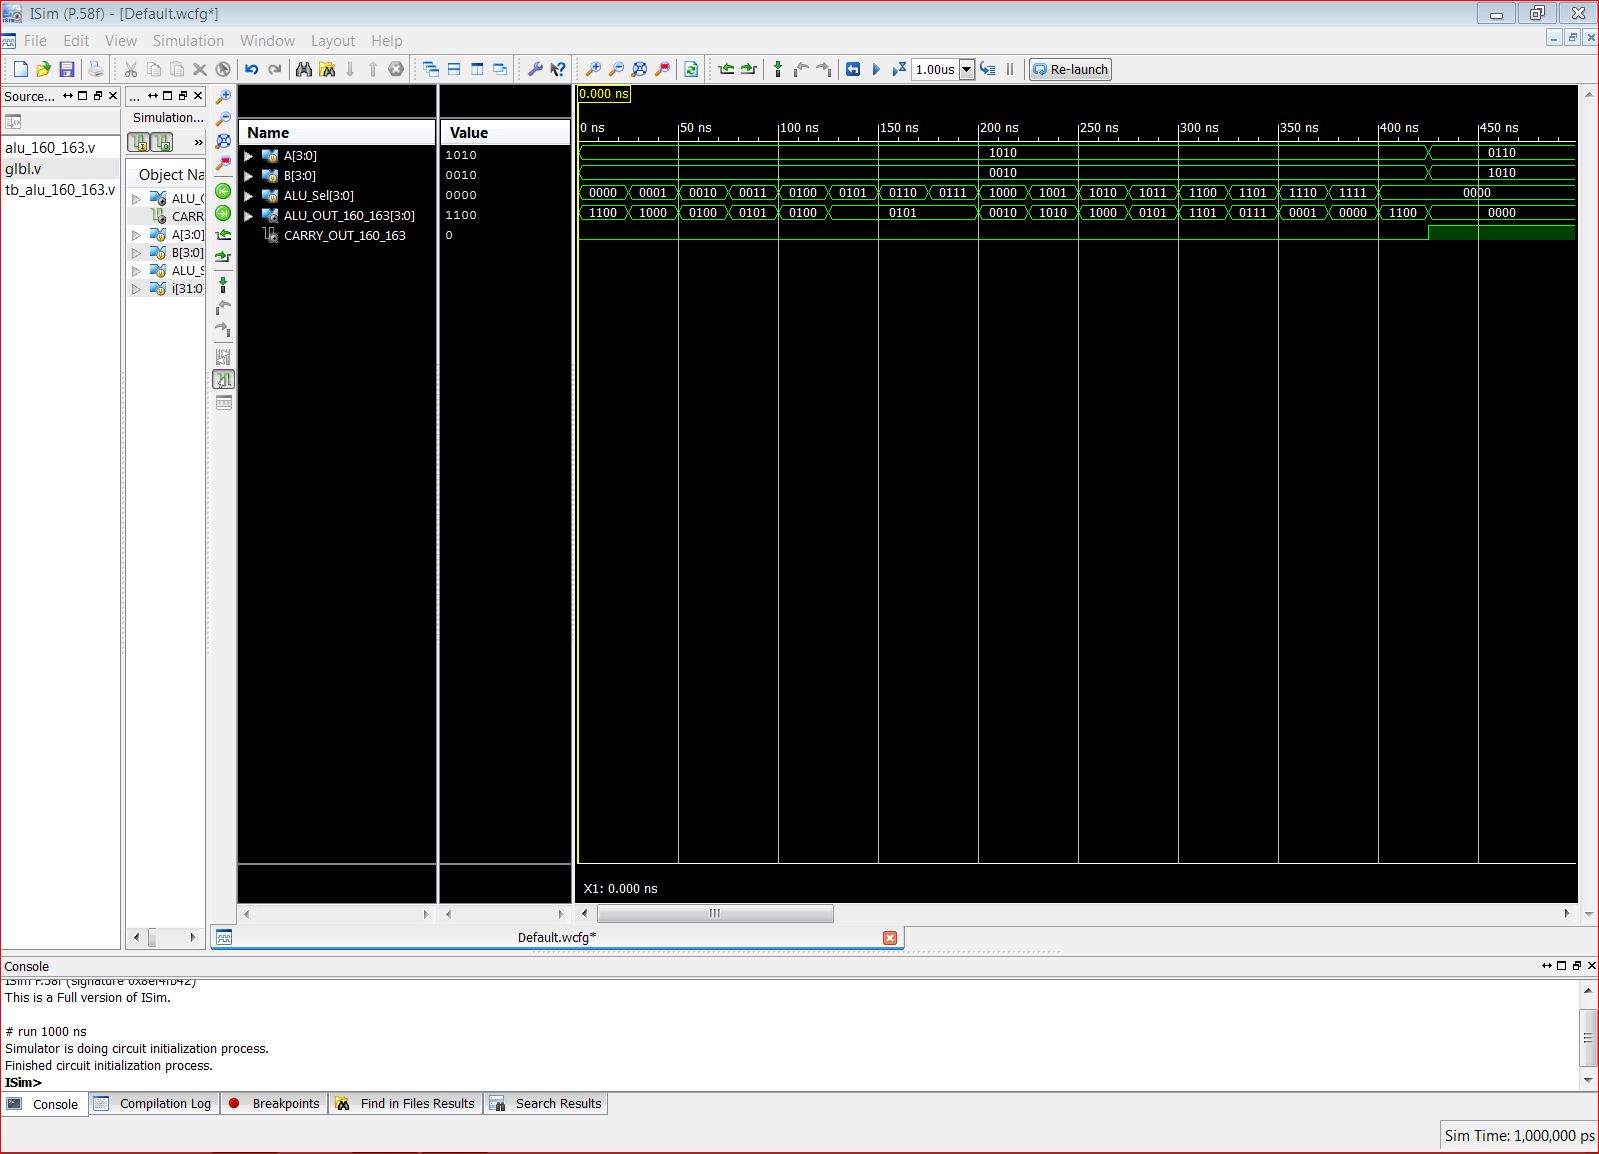 ISim (P.58f) - [Default.wcfg*]
File Edit View Simulation Window Layout Help
1.00us Re-launch
Source...
...
Simulation...
»
alu_160_163.v
glbl.v
tb_alu_160_163.v
Object Na
ALU_C
CARR
A[3:0]
B[3:0]
ALU_S
i[31:0]
Name Value
A[3:0] 1010
B[3:0] 0010
ALU_Sel[3:0] 0000
ALU_OUT_160_163[3:0] 1100
CARRY_OUT_160_163 0
0.000 ns
0 ns 50 ns 100 ns 150 ns 200 ns 250 ns 300 ns 350 ns 400 ns 450 ns
1010 0110
0010 1010
0000 0001 0010 0011 0100 0101 0110 0111 1000 1001 1010 1011 1100 1101 1110 1111 0000
1100 1000 0100 0101 0100 0101 0010 1010 1000 0101 1101 0111 0001 0000 1100 0000
X1: 0.000 ns
Default.wcfg*
Console
ISim P.58f (signature 0x8ef4fb42)
This is a Full version of ISim.
# run 1000 ns
Simulator is doing circuit initialization process.
Finished circuit initialization process.
ISim>
Console Compilation Log Breakpoints Find in Files Results Search Results
Sim Time: 1,000,000 ps